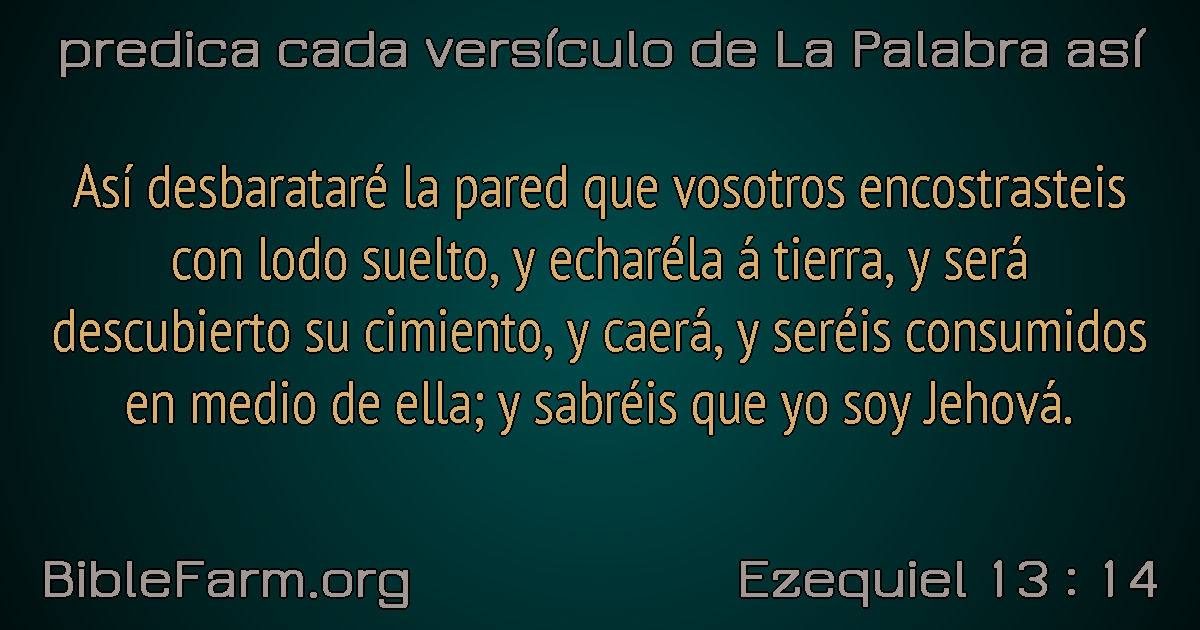 predica cada versículo de La Palabra así
Así desbarataré la pared que vosotros encostrasteis
con lodo suelto, y echaréla á tierra, y será
descubierto su cimiento, y caerá, y seréis consumidos
en medio de ella; y sabréis que yo soy Jehová.
BibleFarm.org
Ezequiel 13 : 14